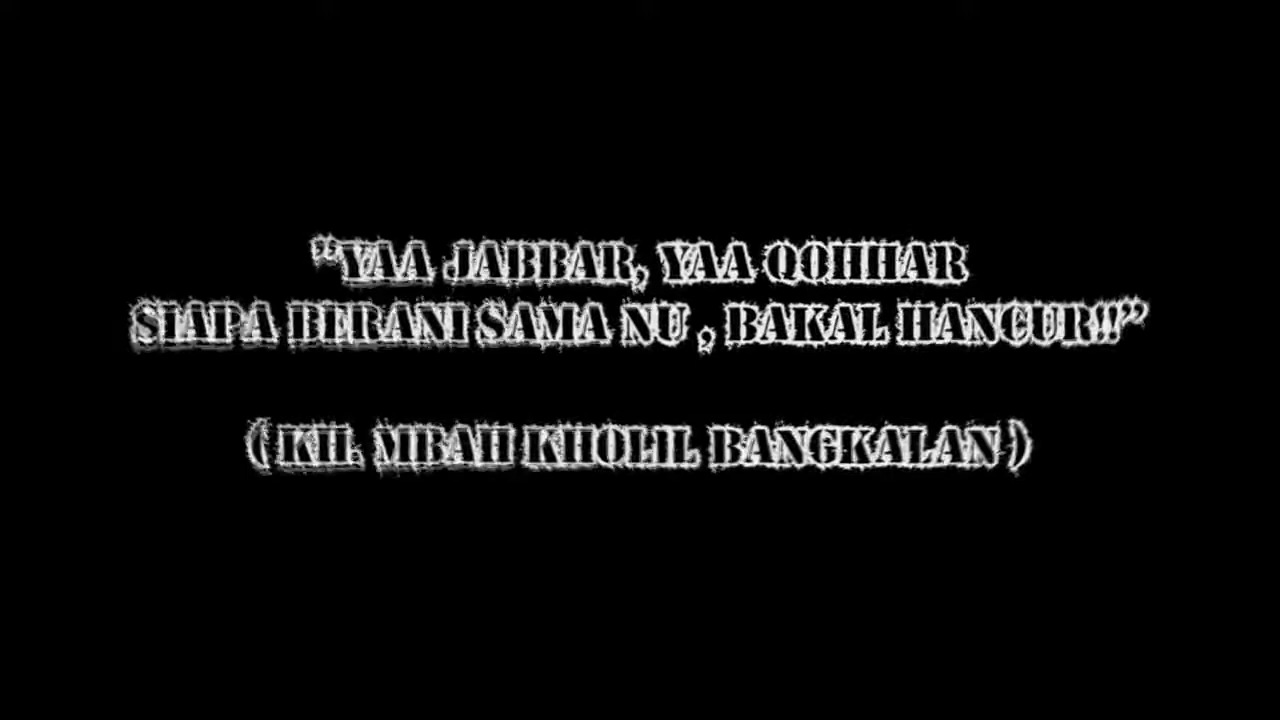 “YAA JABBAR, YAA QOHHAR
SIAPA BERANI SAMA NU , BAKAL HANCUR!!”
( KH. MBAH KHOLIL BANGKALAN )